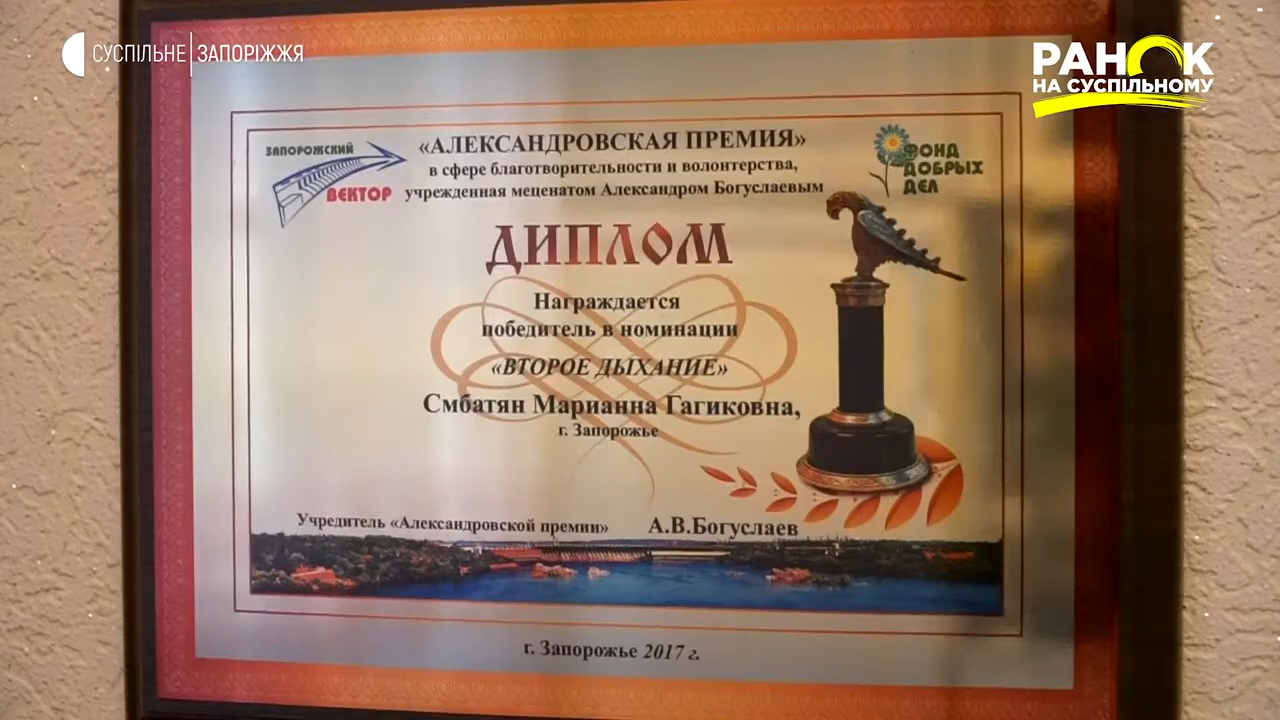 СУСПІЛЬНЕ ЗАПОРІЖЖЯ
РАНОК
НА СУСПІЛЬНОМУ
ЗАПОРОЖСКИЙ
ВЕКТОР
«АЛЕКСАНДРОВСКАЯ ПРЕМИЯ»
в сфере благотворительности и волонтерства,
учрежденная меценатом Александром Богуслаевым
ФОНД
ДОБРЫХ
ДЕЛ
ДИПЛОМ
Награждается
победитель в номинации
«ВТОРОЕ ДЫХАНИЕ»
Смбатян Марианна Гагиковна,
г. Запорожье
Учредитель «Александровской премии» А.В.Богуслаев
г. Запорожье 2017 г.